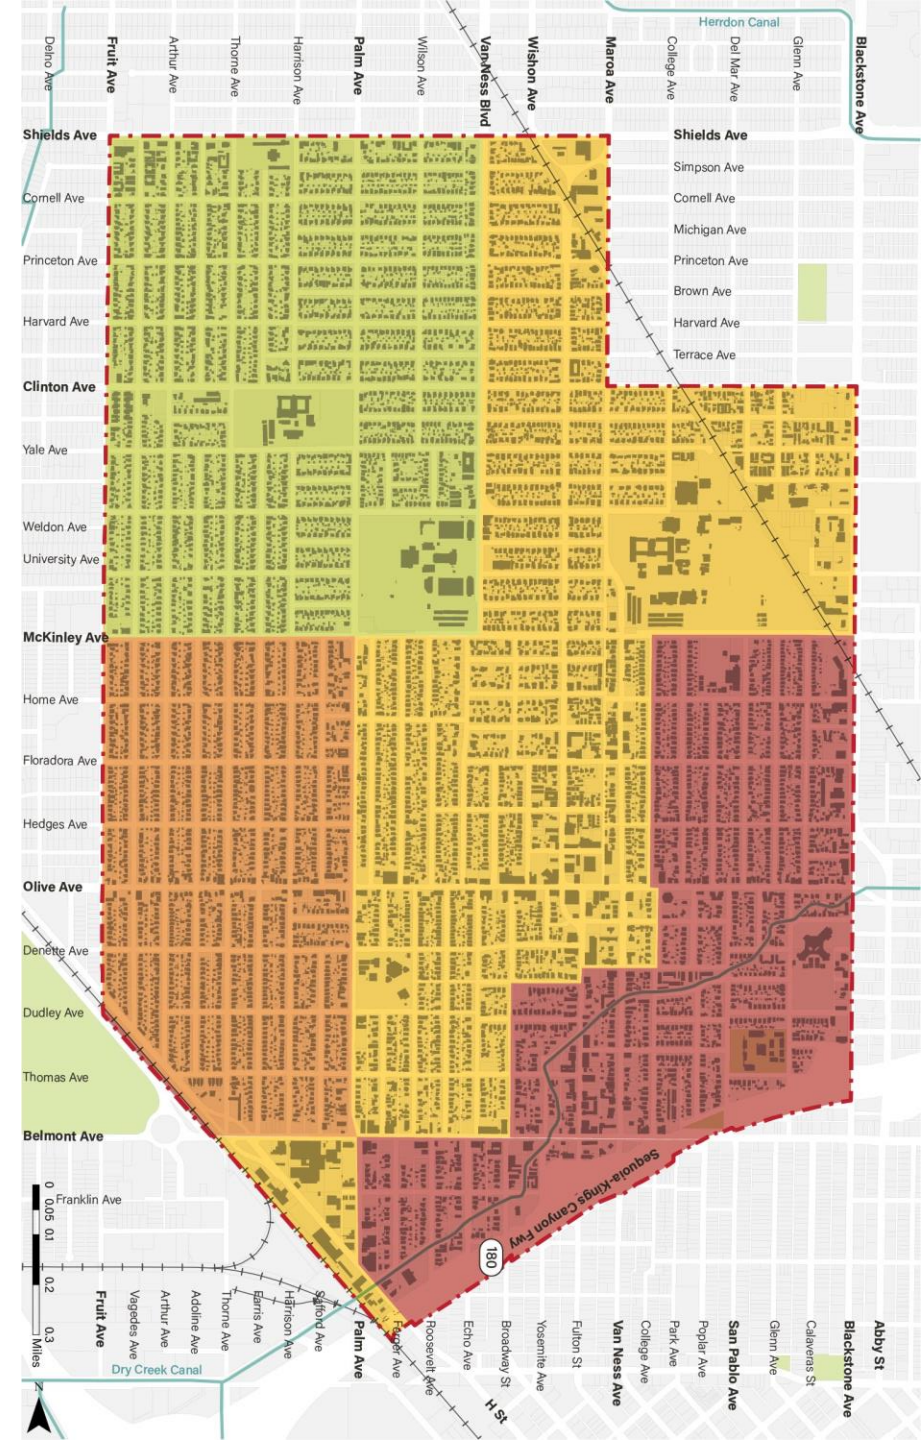 Herrdon Canal
Delno Ave
Fruit Ave
Arthur Ave
Thorne Ave
Harrison Ave
Palm Ave
Wilson Ave
Van Ness Blvd
Wishon Ave
Maroa Ave
College Ave
Del Mar Ave
Glenn Ave
Blackstone Ave
Shields Ave
Cornell Ave
Princeton Ave
Harvard Ave
Clinton Ave
Yale Ave
Weldon Ave
University Ave
McKinley Ave
Home Ave
Floradora Ave
Hedges Ave
Olive Ave
Denette Ave
Dudley Ave
Thomas Ave
Belmont Ave
Franklin Ave
Shields Ave
Simpson Ave
Cornell Ave
Michigan Ave
Princeton Ave
Brown Ave
Harvard Ave
Terrace Ave
Sequoia-Kings Canyon Fwy
180
0
0.05
0.1
0.2
0.3
Miles
N
Fruit Ave
Vagedes Ave
Arthur Ave
Adoline Ave
Thorne Ave
Farris Ave
Harrison Ave
Safford Ave
Palm Ave
Ferger Ave
Roosevelt Ave
Echo Ave
Broadway St
Yosemite Ave
Fulton St
Van Ness Ave
College Ave
Park Ave
Poplar Ave
San Pablo Ave
Glenn Ave
Calaveras St
Blackstone Ave
Abby St
Dry Creek Canal
H St